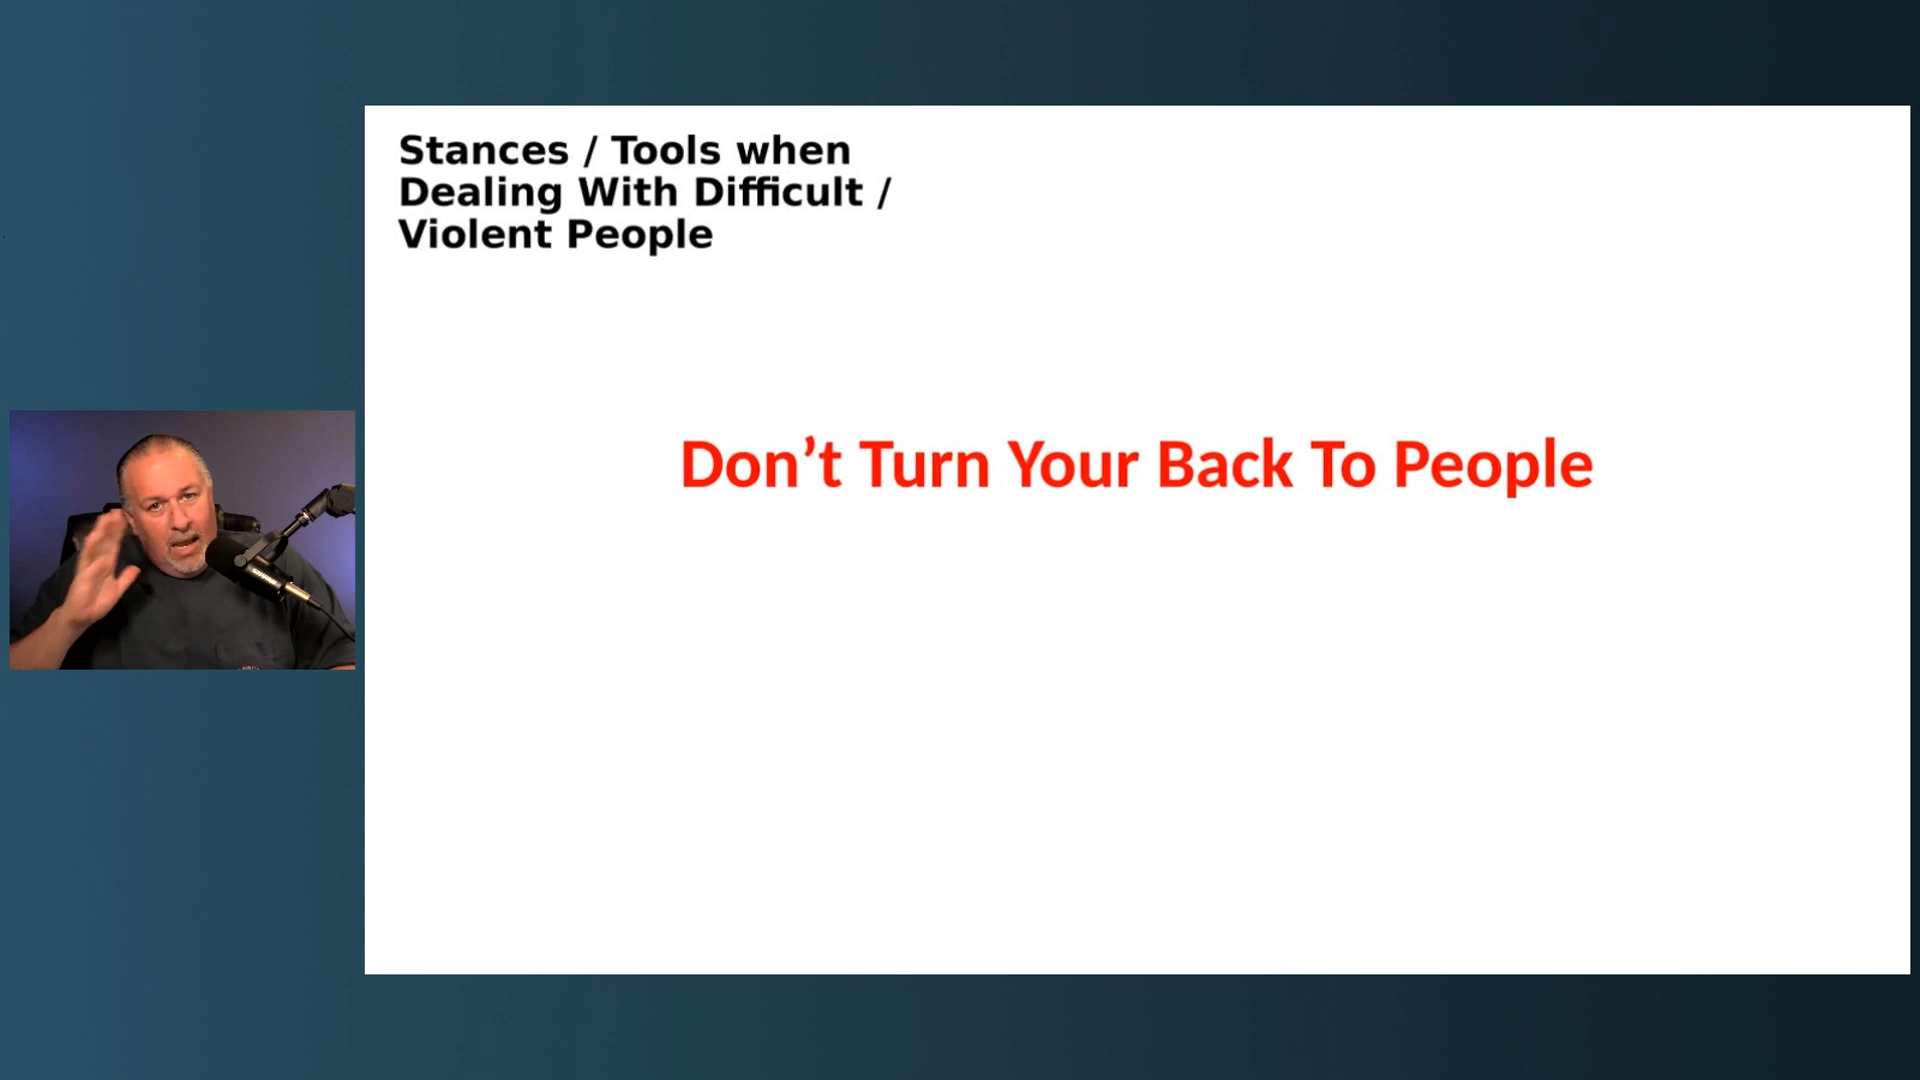 Stances / Tools when
Dealing With Difficult /
Violent People
Don’t Turn Your Back To People